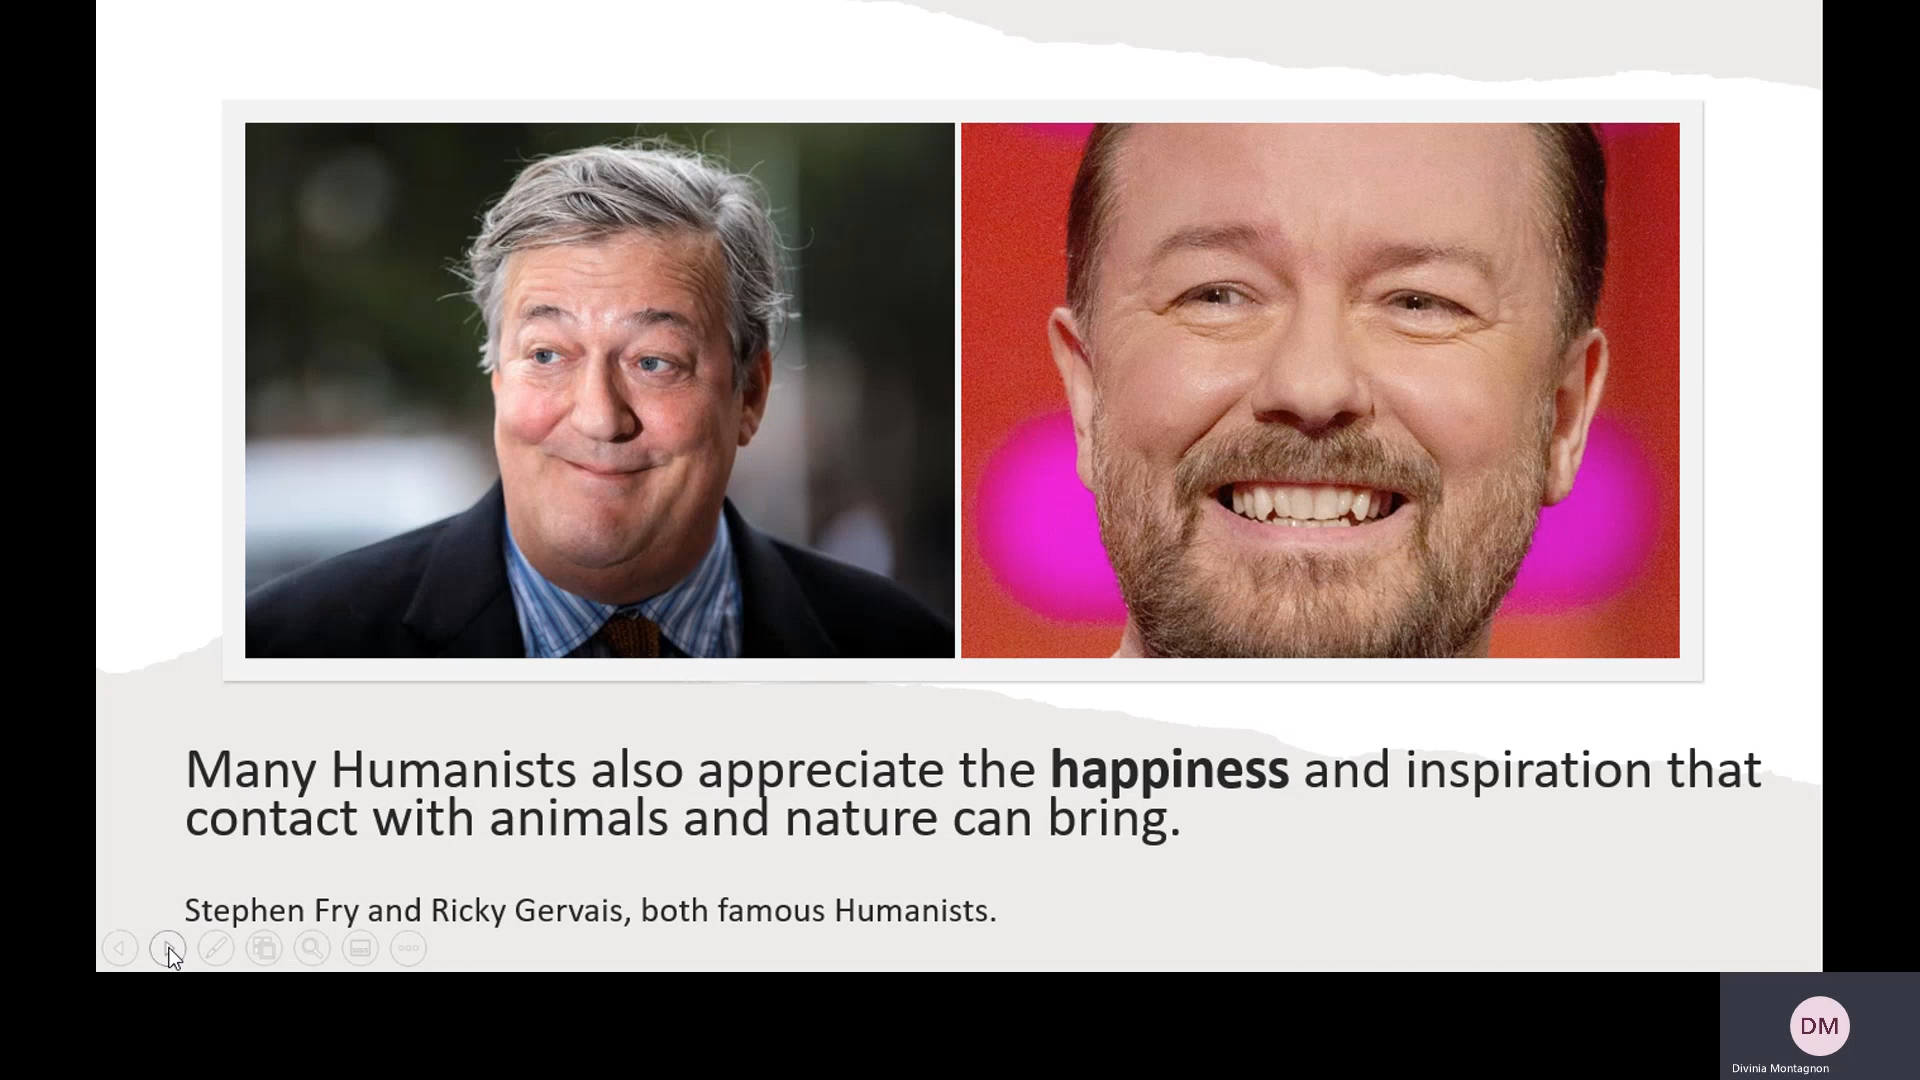 Many Humanists also appreciate the happiness and inspiration that
contact with animals and nature can bring.
Stephen Fry and Ricky Gervais, both famous Humanists.
DM
Divinia Montagnon